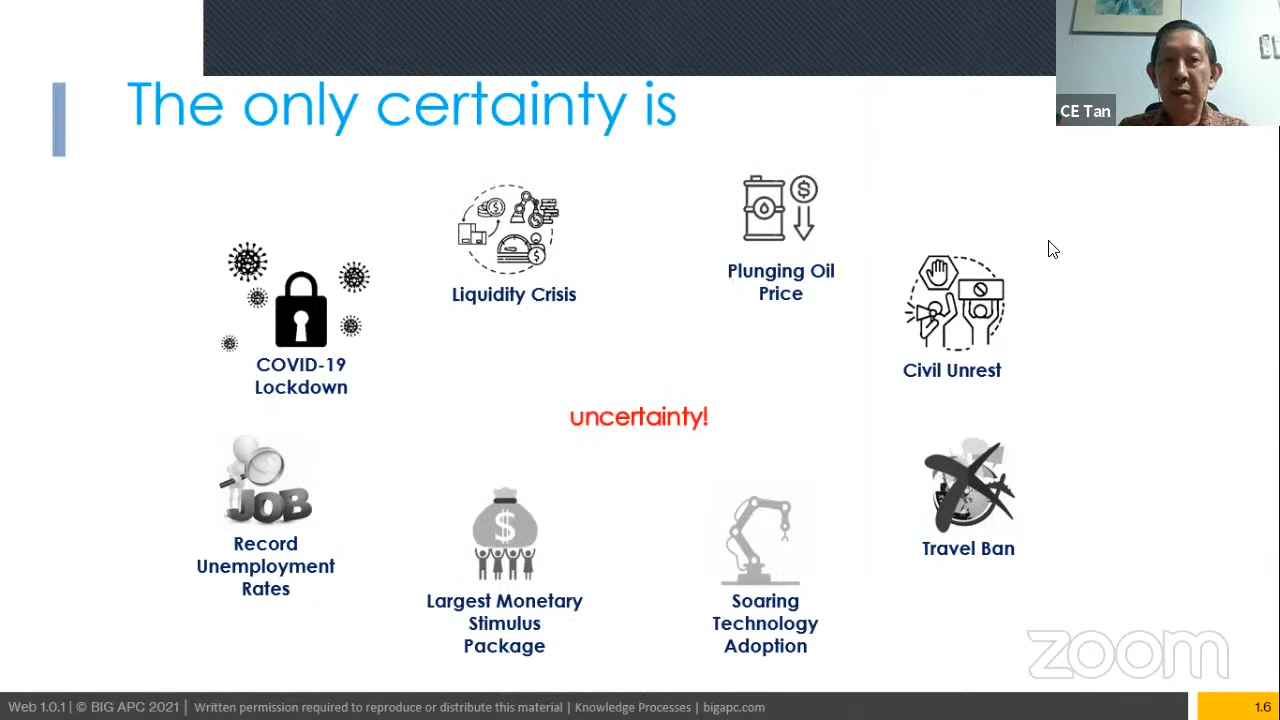 The only certainty is
CE Tan
Liquidity Crisis
Plunging Oil
Price
COVID-19
Lockdown
Civil Unrest
uncertainty!
JOB
Record
Unemployment
Rates
Largest Monetary
Stimulus
Package
Soaring
Technology
Adoption
Travel Ban
zoom
Web 1.0.1 | © BIG APC 2021 | Written permission required to reproduce or distribute this material | Knowledge Processes | bigapc.com
1.6